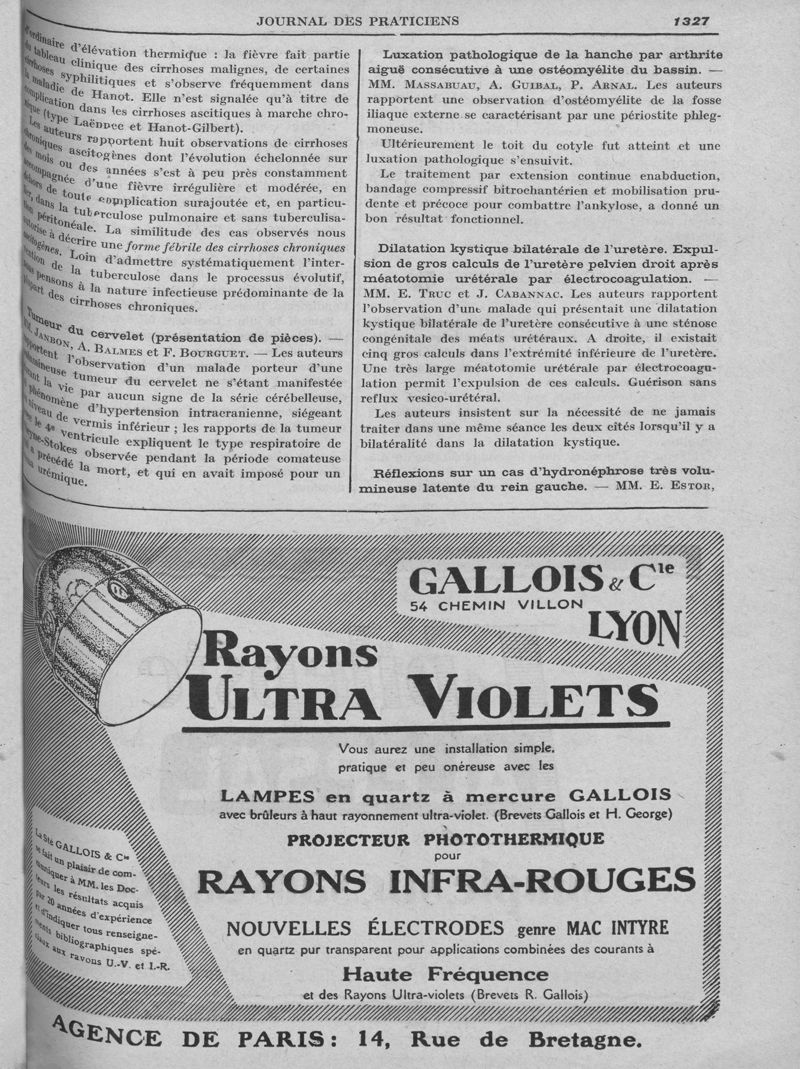 JOURNAL DES PRATICIENS 1327
d'ordinaire d'élévation thermique : la fièvre fait partie
du tableau clinique des cirrhoses malignes, de certaines
cirrhoses syphilitiques et s'observe fréquemment dans
la maladie de Hanot. Elle n'est signalée qu'à titre de
complication dans les cirrhoses ascitiques à marche chro-
nique (type Laënnec et Hanot-Gilbert).
Les auteurs rapportent huit observations de cirrhoses
chroniques ascitogènes dont l'évolution échelonnée sur
des mois ou des années s'est à peu près constamment
accompagnée d'une fièvre irrégulière et modérée, en
dehors de toute complication surajoutée et, en particu-
lier, dans la tuberculose pulmonaire et sans tuberculisa-
tion péritonéale. La similitude des cas observés nous
autorise à décrire une forme fébrile des cirrhoses chroniques
ascitogènes. Loin d'admettre systématiquement l'inter-
vention de la tuberculose dans le processus évolutif,
nous pensons à la nature infectieuse prédominante de la
plupart des cirrhoses chroniques.
Tumeur du cervelet (présentation de pièces). —
MM. JANBON, A. BALMES et F. BOURGUET. — Les auteurs
rapportent l'observation d'un malade porteur d'une
volumineuse tumeur du cervelet ne s'étant manifestée
durant la vie par aucun signe de la série cérébelleuse,
phénomène d'hypertension intracranienne, siégeant
niveau de vermis inférieur ; les rapports de la tumeur
avec le 4e ventricule expliquent le type respiratoire de
Cheyne-Stokes observée pendant la période comateuse
qui a précédé la mort, et qui en avait imposé pour un
coma urémique.
Luxation pathologique de la hanche par arthrite
aiguë consécutive à une ostéomyélite du bassin. —
MM. MASSABUAU, A. GUIBAL, P. ARNAL. Les auteurs
rapportent une observation d'ostéomyélite de la fosse
iliaque externe se caractérisant par une périostite phleg-
moneuse.
Ultérieurement le toit du cotyle fut atteint et une
luxation pathologique s'ensuivit.
Le traitement par extension continue enabduction,
bandage compressif bitrochantérien et mobilisation pru-
dente et précoce pour combattre l'ankylose, a donné un
bon résultat fonctionnel.
Dilatation kystique bilatérale de l'uretère. Expul-
sion de gros calculs de l'uretère pelvien droit après
méatotomie urétérale par électrocoagulation. —
MM. E. TRUC et J. CABANNAC. Les auteurs rapportent
l'observation d'une malade qui présentait une dilatation
kystique bilatérale de l'uretère consécutive à une sténose
congénitale des méats urétéraux. A droite, il existait
cinq gros calculs dans l'extrémité inférieure de l'uretère.
Une très large méatotomie urétérale par électrocoagu-
lation permit l'expulsion de ces calculs. Guérison sans
reflux vesico-urétéral.
Les auteurs insistent sur la nécessité de ne jamais
traiter dans une même séance les deux cîtés lorsqu'il y a
bilatéralité dans la dilatation kystique.
Réflexions sur un cas d'hydronéphrose très volu-
mineuse latente du rein gauche. — MM. E. ESTOR,
GALLOIS & Cie
54 CHEMIN VILLON
LYON
Rayons
ULTRA VIOLETS
Vous aurez une installation simple,
pratique et peu onéreuse avec les
LAMPES en quartz à mercure GALLOIS
avec brûleurs à haut rayonnement ultra-violet. (Brevets Gallois et H. George)
PROJECTEUR PHOTOTHERMIQUE
pour
RAYONS INFRA-ROUGES
NOUVELLES ÉLECTRODES genre MAC INTYRE
en quartz pur transparent pour applications combinées des courants à
Haute Fréquence
et des Rayons Ultra-violets (Brevets R. Gallois)
La Sté GALLOIS & Cie
se fait un plaisir de com-
muniquer à MM. les Doc-
teurs les résultats acquis
par 20 années d'expérience
et d'indiquer tous renseigne-
ments bibliographiques spé-
ciaux aux rayons U.-V. et I.-R.
AGENCE DE PARIS : 14, Rue de Bretagne.